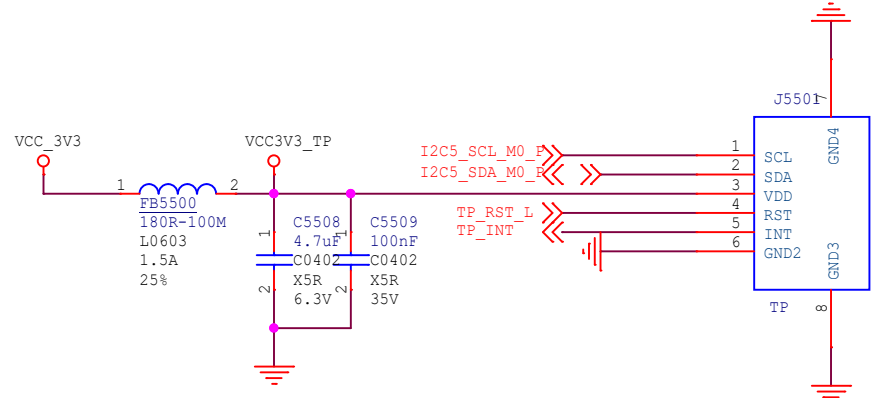 J5501
7
GND4
VCC_3V3
VCC3V3_TP
I2C5_SCL_M0_P
1
SCL
I2C5_SDA_M0_P
2
SDA
1
2
3
VDD
FB5500
180R-100M
L0603
1.5A
25%
TP_RST_L
4
RST
TP_INT
5
INT
6
GND2
GND3
1
C5508
4.7uF
C0402
X5R
6.3V
2
1
C5509
100nF
C0402
X5R
35V
2
TP
8